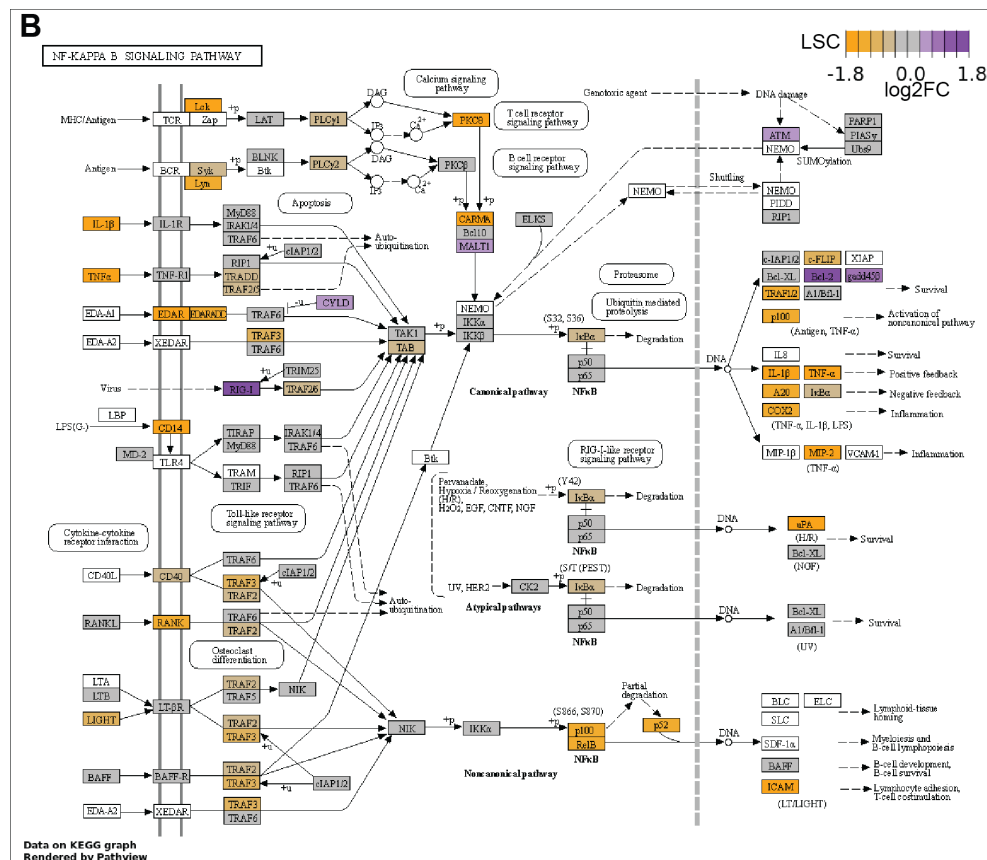 B
NF-KAPPA B SIGNALING PATHWAY
LSC
-1.8 0.0 1.8
log2FC
Calcium signaling
pathway
T cell receptor
signaling pathway
B cell receptor
signaling pathway
MHC/Antigen
TCR
Lck
Zap
+p
LAT
PLCγ1
DAG
IP3
Ca2+
PKCθ
Antigen
BCR
Syk
Lyn
+p
BLNK
Btk
PLCγ2
DAG
IP3
Ca2+
PKCβ
+p +p
CARMA
Bcl10
MALT1
ELKS
Genotoxic agent
DNA damage
ATM
NEMO
PARP1
PIASγ
Ubs9
SUMOylation
Shuttling
NEMO
NEMO
PIDD
RIP1
Apoptosis
IL-1β
IL-1R
MyD88
IRAK1/4
TRAF6
Auto-
ubiquitination
TNFα
TNF-R1
RIP1
TRADD
TRAF2/5
+u
cIAP1/2
EDA-A1
EDAR
EDARADD
TRAF6
-u
CYLD
EDA-A2
XEDAR
TRAF3
TRAF6
TAK1
TAB
+p
NEMO
IKKα
IKKβ
Canonical pathway
Proteasome
Ubiquitin mediated
proteolysis
(S32, S36)
+p
IκBα
Degradation
p50
p65
NFκB
DNA
c-IAP1/2
c-FLIP
XIAP
Bcl-XL
Bcl-2
gadd45β
TRAF1/2
A1/Bfl-1
Survival
p100
(Antigen, TNF-α)
Activation of
noncanonical pathway
IL8
Survival
IL-1β
TNF-α
Positive feedback
A20
IκBα
Negative feedback
COX2
Inflammation
(TNF-α, IL-1β, LPS)
MIP-1β
MIP-2
VCAM-1
Inflammation
(TNF-α)
Virus
RIG-I
+u
TRIM25
TRAF2/6
LPS(G-)
LBP
CD14
MD-2
TLR4
TIRAP
MyD88
IRAK1/4
TRAF6
TRAM
TRIF
RIP1
TRAF6
Toll-like receptor
signaling pathway
Cytokine-cytokine
receptor interaction
Btk
Pervanadate,
Hypoxia / Reoxygenation
(H/R),
H2O2, EGF, CNTF, NGF
RIG-I-like receptor
signaling pathway
+p
(Y42)
IκBα
Degradation
p50
p65
NFκB
DNA
uPA
(H/R)
Bcl-XL
(NGF)
Survival
CD40L
CD40
TRAF6
TRAF3
TRAF2
+u
cIAP1/2
UV, HER2
CK2
+p
(S/T (PEST))
IκBα
Degradation
Atypical pathways
p50
p65
NFκB
DNA
Bcl-XL
A1/Bfl-1
(UV)
Survival
RANKL
RANK
TRAF6
TRAF2
Auto-
ubiquitination
Osteoclast
differentiation
LTA
LTB
LIGHT
LT-βR
TRAF2
TRAF5
NIK
TRAF2
TRAF3
+u
NIK
+p
IKKα
+p
(S866, S870)
p100
RelB
NFκB
Partial
degradation
p52
DNA
Noncanonical pathway
BAFF
BAFF-R
TRAF2
TRAF3
+u
cIAP1/2
EDA-A2
XEDAR
TRAF3
TRAF6
BLC
ELC
SLC
Lymphoid-tissue
homing
SDF-1α
Myeloiesis and
B-cell lymphopoiesis
BAFF
B-cell development,
B-cell survival
ICAM
Lymphocyte adhesion,
T-cell costimulation
(LT/LIGHT)
Data on KEGG graph
Rendered by Pathview